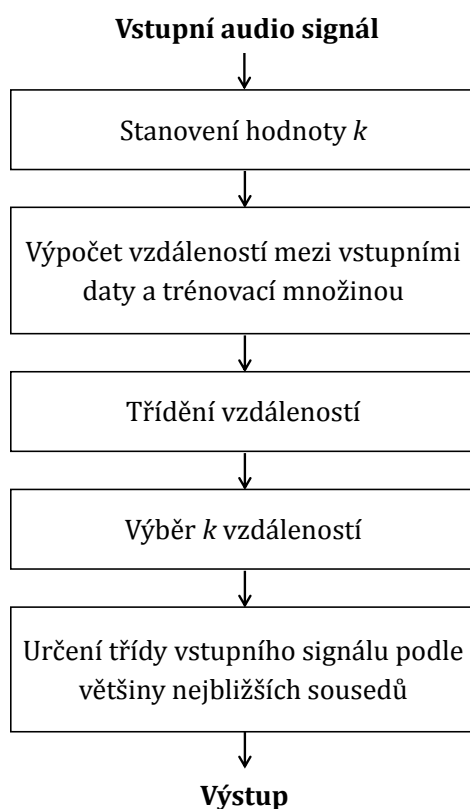 Vstupní audio signál
Stanovení hodnoty k
Výpočet vzdáleností mezi vstupními
daty a trénovací množinou
Třídění vzdáleností
Výběr k vzdáleností
Určení třídy vstupního signálu podle
většiny nejbližších sousedů
Výstup